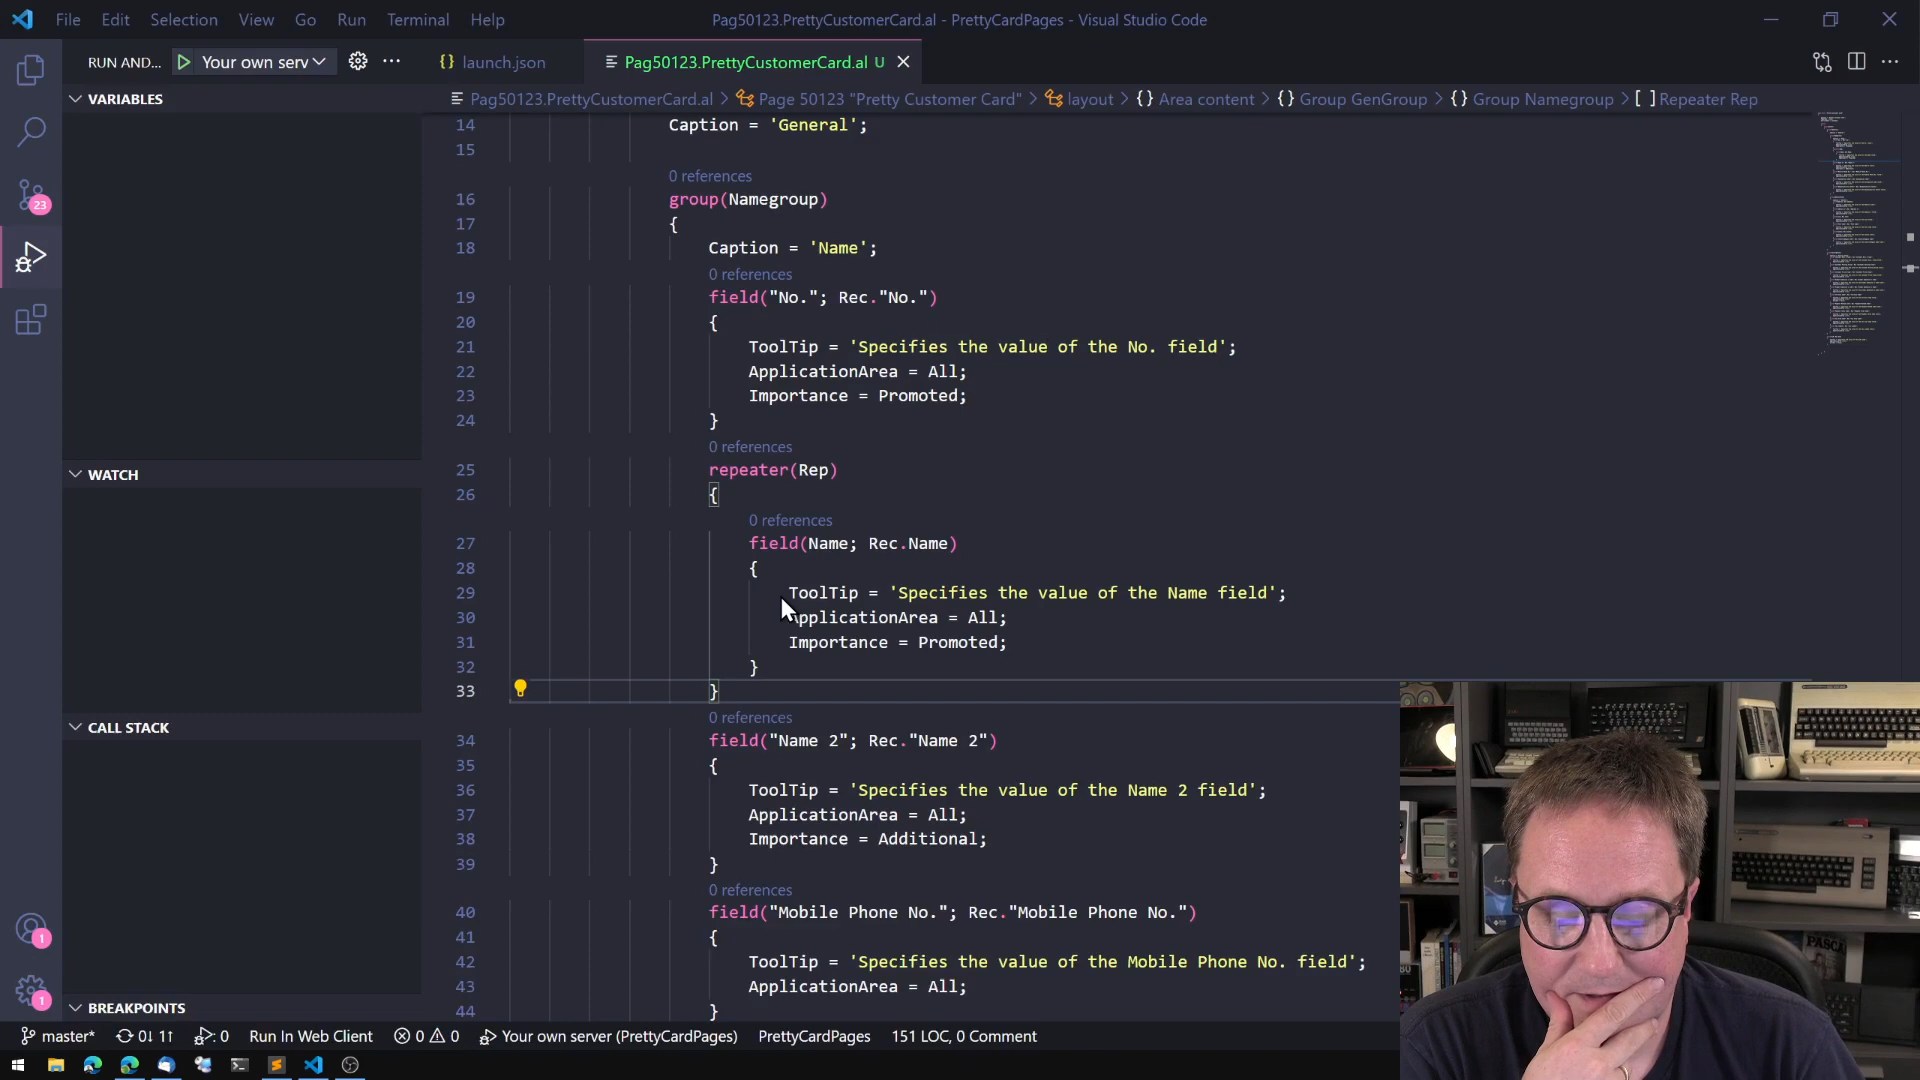 File Edit Selection View Go Run Terminal Help
Pag50123.PrettyCustomerCard.al - PrettyCardPages - Visual Studio Code
RUN AND... Your own serv
launch.json
Pag50123.PrettyCustomerCard.al U
VARIABLES
WATCH
CALL STACK
BREAKPOINTS
23
1
1
Pag50123.PrettyCustomerCard.al > Page 50123 "Pretty Customer Card" > layout > {} Area content > {} Group GenGroup > {} Group Namegroup > [ ] Repeater Rep
14 Caption = 'General';
15
0 references
16 group(Namegroup)
17 {
18 Caption = 'Name';
0 references
19 field("No."; Rec."No.")
20 {
21 ToolTip = 'Specifies the value of the No. field';
22 ApplicationArea = All;
23 Importance = Promoted;
24 }
0 references
25 repeater(Rep)
26 {
0 references
27 field(Name; Rec.Name)
28 {
29 ToolTip = 'Specifies the value of the Name field';
30 ApplicationArea = All;
31 Importance = Promoted;
32 }
33 }
0 references
34 field("Name 2"; Rec."Name 2")
35 {
36 ToolTip = 'Specifies the value of the Name 2 field';
37 ApplicationArea = All;
38 Importance = Additional;
39 }
0 references
40 field("Mobile Phone No."; Rec."Mobile Phone No.")
41 {
42 ToolTip = 'Specifies the value of the Mobile Phone No. field';
43 ApplicationArea = All;
44 }
PASCA
master* 0↓ 1↑ : 0 Run In Web Client 0 0 Your own server (PrettyCardPages) PrettyCardPages 151 LOC, 0 Comment